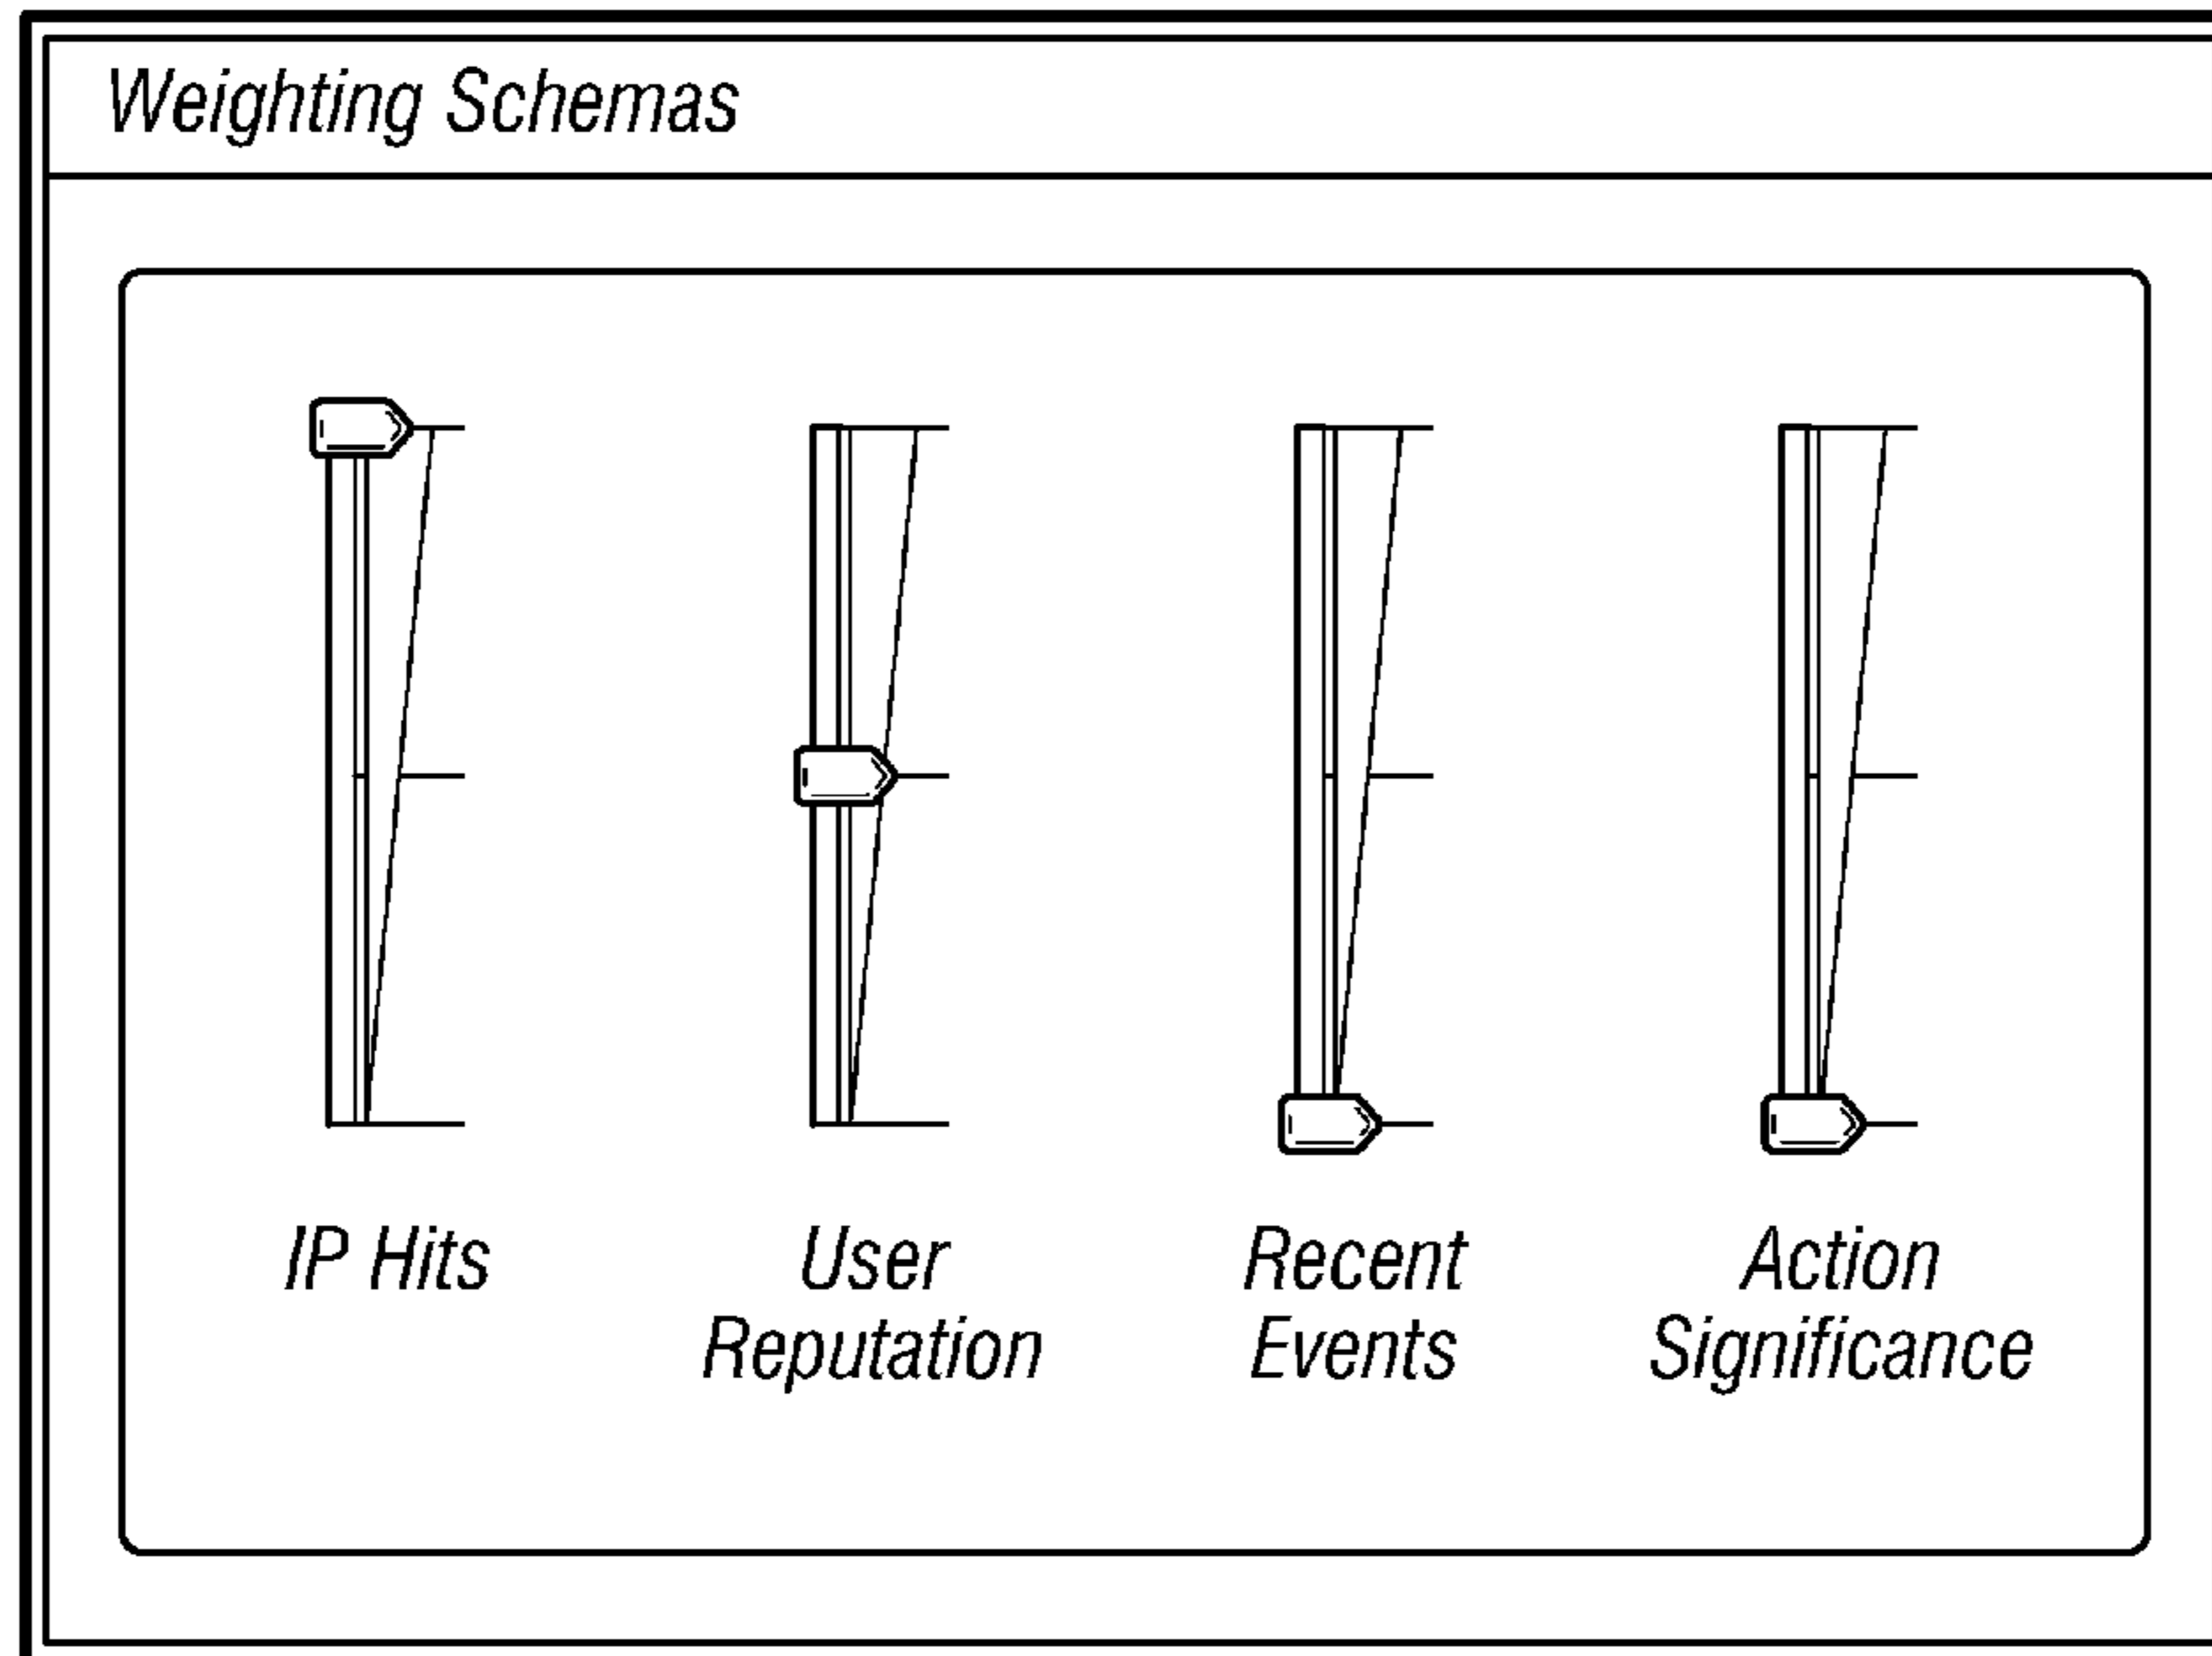 Weighting Schemas
IP Hits
User
Reputation
Recent
Events
Action
Significance